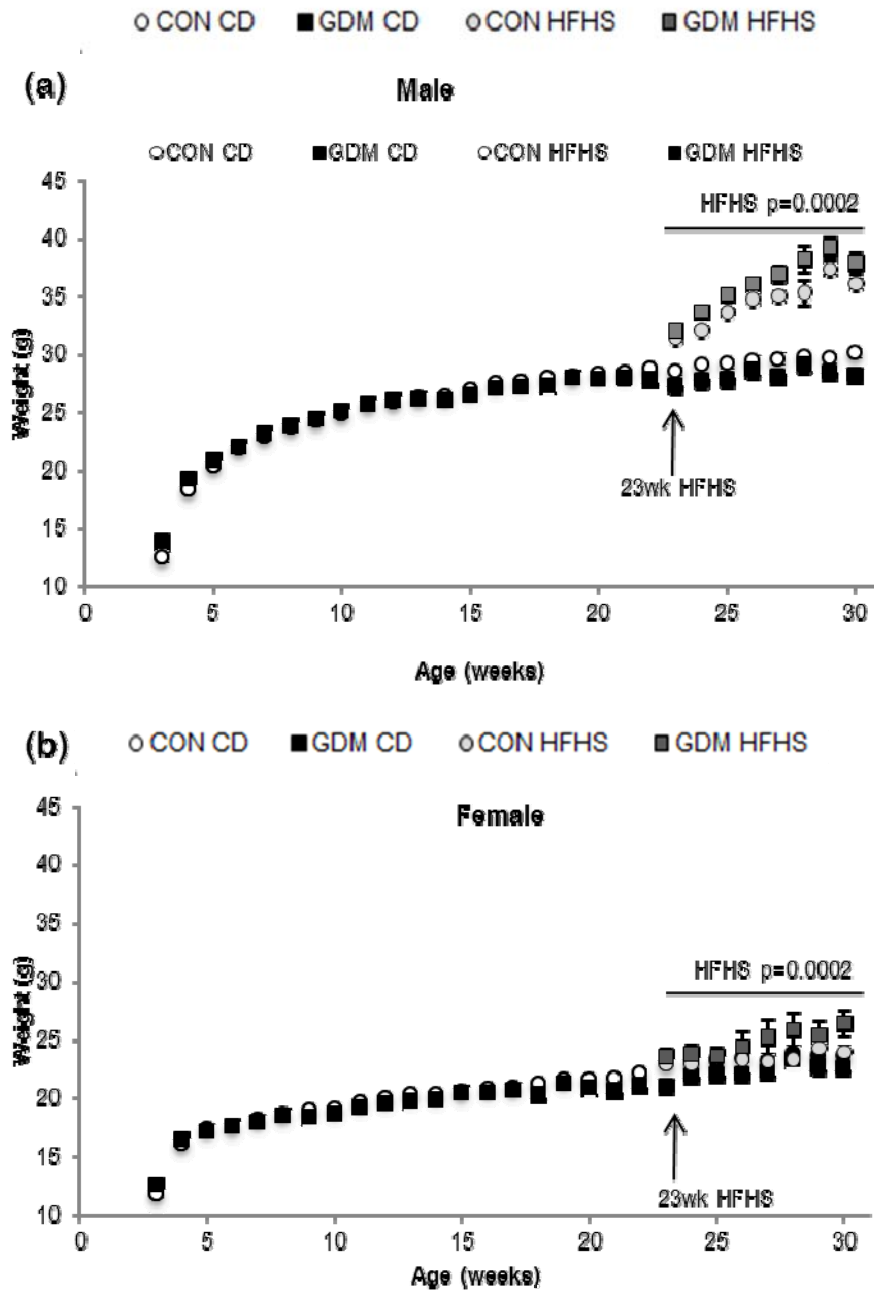 CON CD GDM CD CON HFHS GDM HFHS
(a)
Male
CON CD GDM CD CON HFHS GDM HFHS
45
40
35
30
25
20
15
10
Weight (g)
HFHS p=0.0002
23wk HFHS
0 5 10 15 20 25 30
Age (weeks)
(b)
CON CD GDM CD CON HFHS GDM HFHS
Female
45
40
35
30
25
20
15
10
Weight (g)
HFHS p=0.0002
23wk HFHS
0 5 10 15 20 25 30
Age (weeks)